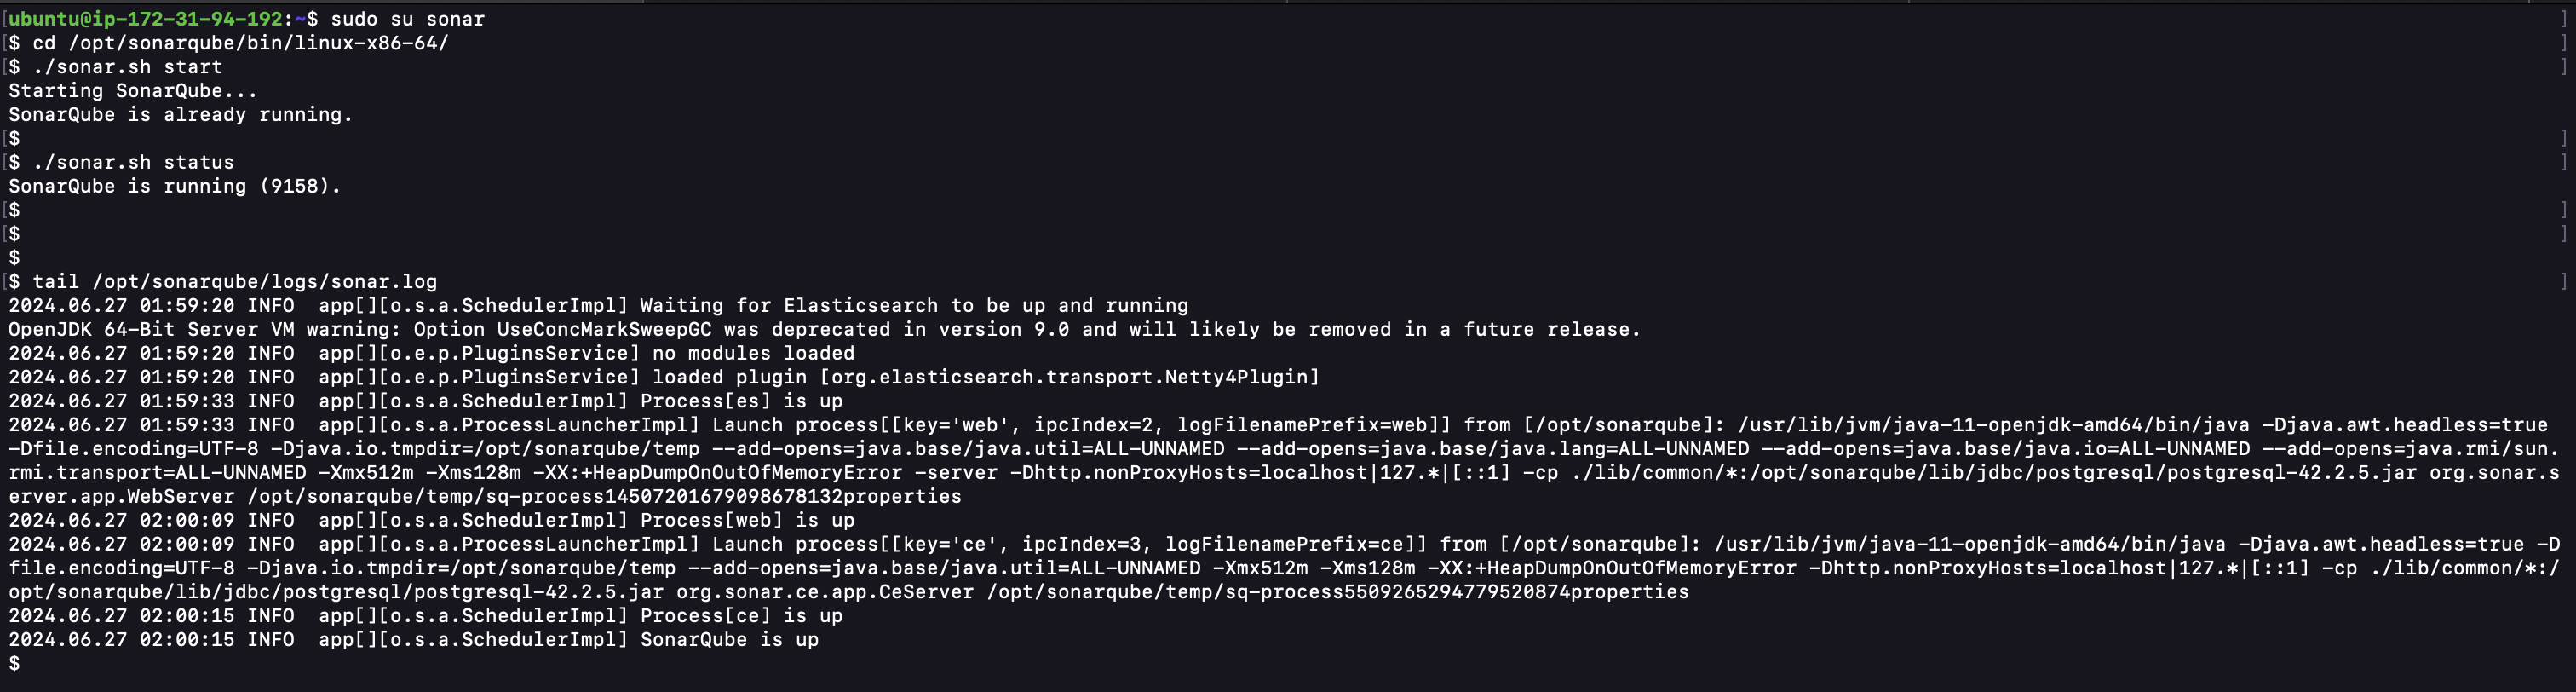 [ubuntu@ip-172-31-94-192:~$ sudo su sonar ]
[$ cd /opt/sonarqube/bin/linux-x86-64/ ]
[$ ./sonar.sh start ]
Starting SonarQube...
SonarQube is already running.
[$ ]
[$ ./sonar.sh status ]
SonarQube is running (9158).
[$ ]
[$ ]
$
[$ tail /opt/sonarqube/logs/sonar.log ]
2024.06.27 01:59:20 INFO  app[][o.s.a.SchedulerImpl] Waiting for Elasticsearch to be up and running
OpenJDK 64-Bit Server VM warning: Option UseConcMarkSweepGC was deprecated in version 9.0 and will likely be removed in a future release.
2024.06.27 01:59:20 INFO  app[][o.e.p.PluginsService] no modules loaded
2024.06.27 01:59:20 INFO  app[][o.e.p.PluginsService] loaded plugin [org.elasticsearch.transport.Netty4Plugin]
2024.06.27 01:59:33 INFO  app[][o.s.a.SchedulerImpl] Process[es] is up
2024.06.27 01:59:33 INFO  app[][o.s.a.ProcessLauncherImpl] Launch process[[key='web', ipcIndex=2, logFilenamePrefix=web]] from [/opt/sonarqube]: /usr/lib/jvm/java-11-openjdk-amd64/bin/java -Djava.awt.headless=true
-Dfile.encoding=UTF-8 -Djava.io.tmpdir=/opt/sonarqube/temp --add-opens=java.base/java.util=ALL-UNNAMED --add-opens=java.base/java.lang=ALL-UNNAMED --add-opens=java.base/java.io=ALL-UNNAMED --add-opens=java.rmi/sun.
rmi.transport=ALL-UNNAMED -Xmx512m -Xms128m -XX:+HeapDumpOnOutOfMemoryError -server -Dhttp.nonProxyHosts=localhost|127.*|[::1] -cp ./lib/common/*:/opt/sonarqube/lib/jdbc/postgresql/postgresql-42.2.5.jar org.sonar.s
erver.app.WebServer /opt/sonarqube/temp/sq-process14507201679098678132properties
2024.06.27 02:00:09 INFO  app[][o.s.a.SchedulerImpl] Process[web] is up
2024.06.27 02:00:09 INFO  app[][o.s.a.ProcessLauncherImpl] Launch process[[key='ce', ipcIndex=3, logFilenamePrefix=ce]] from [/opt/sonarqube]: /usr/lib/jvm/java-11-openjdk-amd64/bin/java -Djava.awt.headless=true -D
file.encoding=UTF-8 -Djava.io.tmpdir=/opt/sonarqube/temp --add-opens=java.base/java.util=ALL-UNNAMED -Xmx512m -Xms128m -XX:+HeapDumpOnOutOfMemoryError -Dhttp.nonProxyHosts=localhost|127.*|[::1] -cp ./lib/common/*:/
opt/sonarqube/lib/jdbc/postgresql/postgresql-42.2.5.jar org.sonar.ce.app.CeServer /opt/sonarqube/temp/sq-process5509265294779520874properties
2024.06.27 02:00:15 INFO  app[][o.s.a.SchedulerImpl] Process[ce] is up
2024.06.27 02:00:15 INFO  app[][o.s.a.SchedulerImpl] SonarQube is up
$